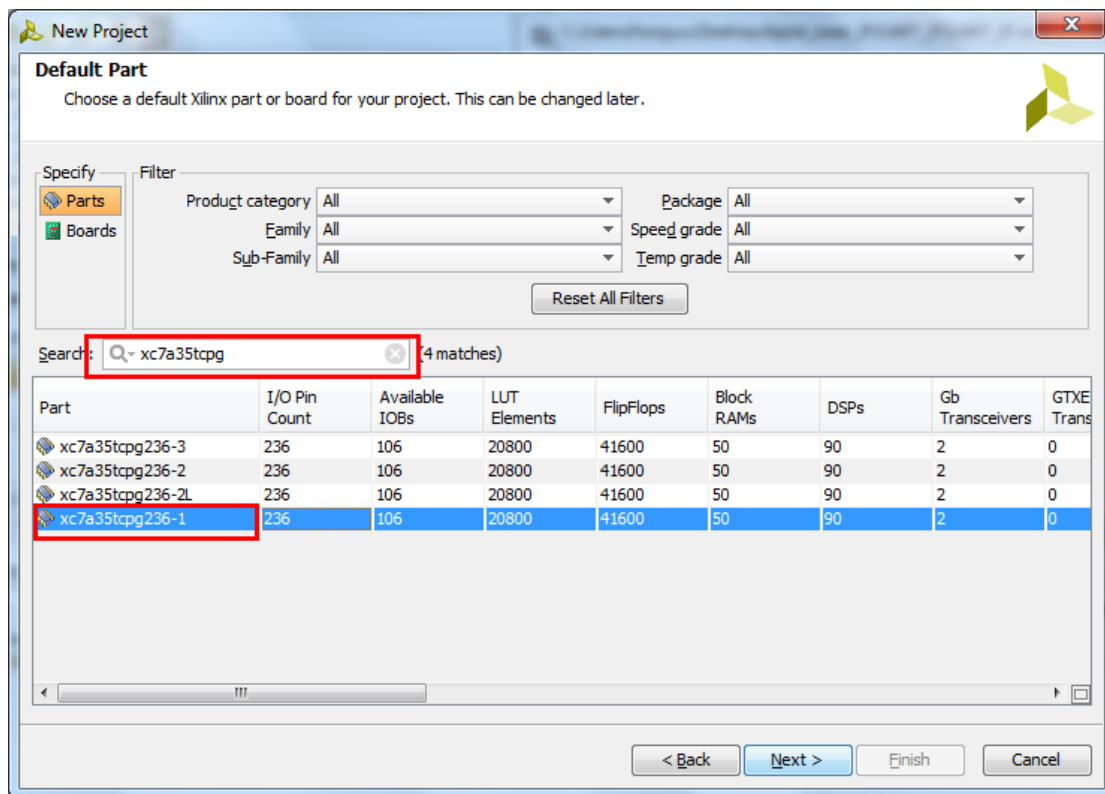 New Project
Default Part
Choose a default Xilinx part or board for your project. This can be changed later.
Specify
Filter
Parts
Boards
Product category All Package All
Family All Speed grade All
Sub-Family All Temp grade All
Reset All Filters
Search: xc7a35tcpg (4 matches)
Part I/O Pin Count Available IOBs LUT Elements FlipFlops Block RAMs DSPs Gb Transceivers GTXE Trans
xc7a35tcpg236-3 236 106 20800 41600 50 90 2 0
xc7a35tcpg236-2 236 106 20800 41600 50 90 2 0
xc7a35tcpg236-2L 236 106 20800 41600 50 90 2 0
xc7a35tcpg236-1 236 106 20800 41600 50 90 2 0
< Back Next > Finish Cancel